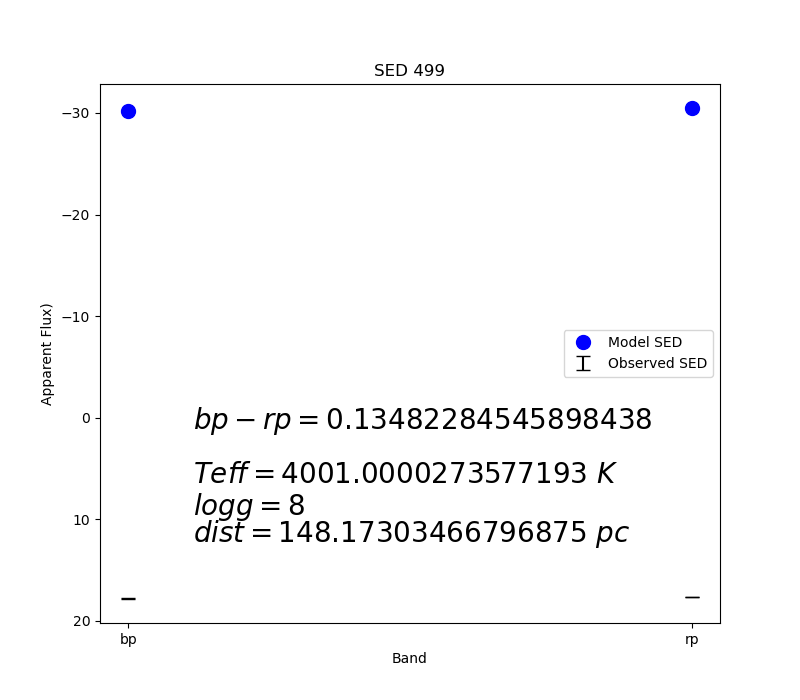 SED 499
−30
−20
−10
0
10
20
Apparent Flux)
Model SED
Observed SED
bp − rp = 0.13482284545898438
Teff = 4001.0000273577193 K
logg = 8
dist = 148.17303466796875 pc
bp
rp
Band